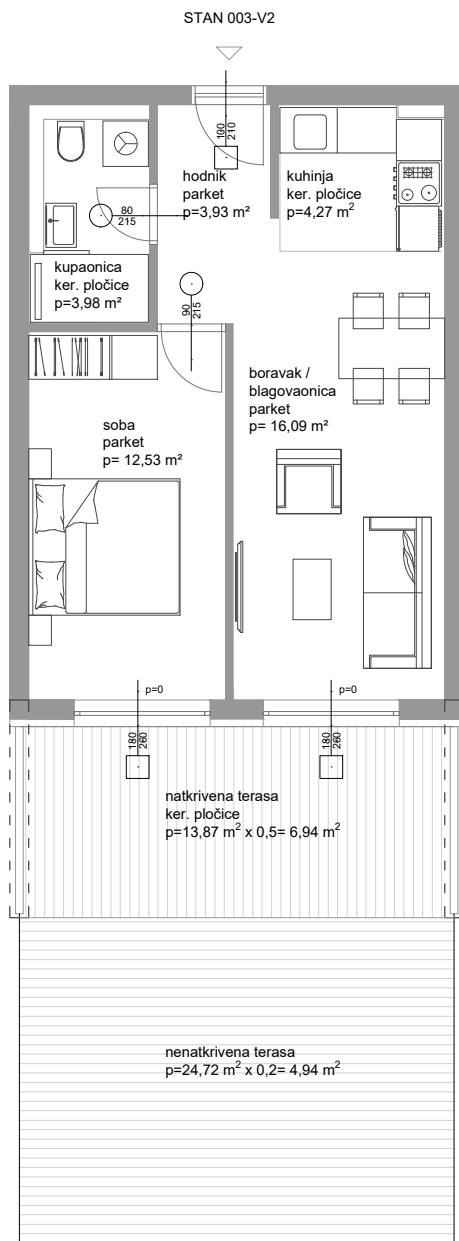 STAN 003-V2
100
210
hodnik
parket
p=3,93 m²
kuhinja
ker. pločice
p=4,27 m²
80
215
kupaonica
ker. pločice
p=3,98 m²
90
215
boravak /
blagovaonica
parket
p= 16,09 m²
soba
parket
p= 12,53 m²
p=0
p=0
180
260
180
260
natkrivena terasa
ker. pločice
p=13,87 m² x 0,5= 6,94 m²
nenatkrivena terasa
p=24,72 m² x 0,2= 4,94 m²